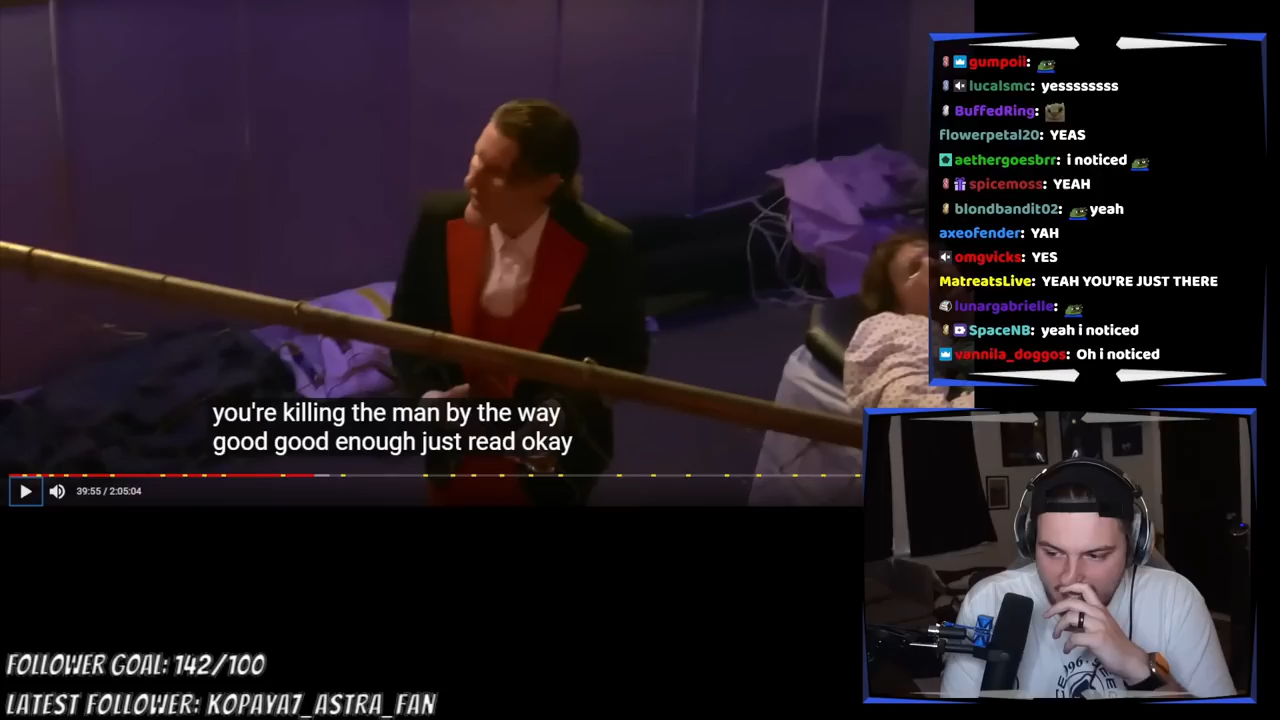 gumpoii:
lucalsmc: yessssssss
BuffedRing:
flowerpetal20: YEAS
aethergoesbrr: i noticed
spicemoss: YEAH
blondbandit02: yeah
axeofender: YAH
omgvicks: YES
MatreatsLive: YEAH YOU'RE JUST THERE
lunargabrielle:
SpaceNB: yeah i noticed
vannila_doggos: Oh i noticed
you're killing the man by the way
good good enough just read okay
39:55 / 2:05:04
FOLLOWER GOAL: 142/100
LATEST FOLLOWER: KOPAYA7_ASTRA_FAN